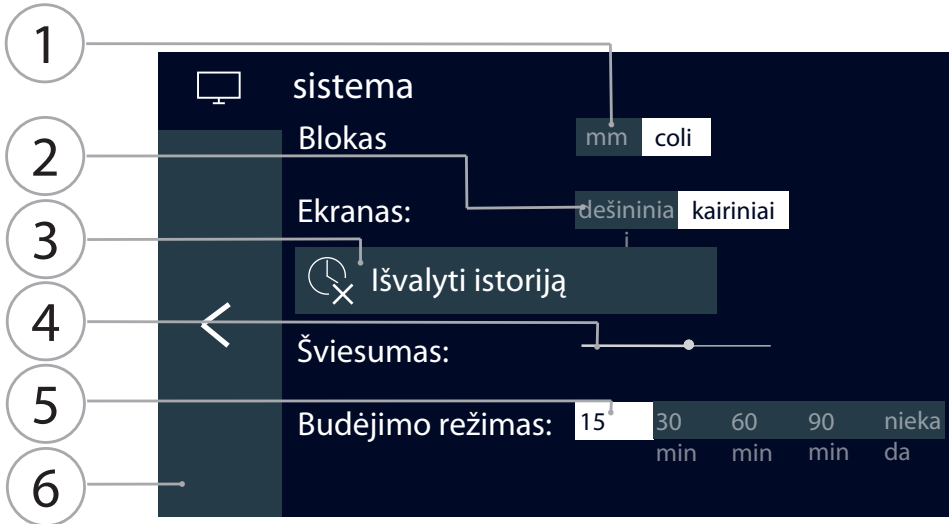 1
sistema
Blokas
mm coli
2
Ekranas:
dešininia kairiniai
i
3
Išvalyti istoriją
4
Šviesumas:
5
Budėjimo režimas:
15 30 60 90 nieka
min min min da
6